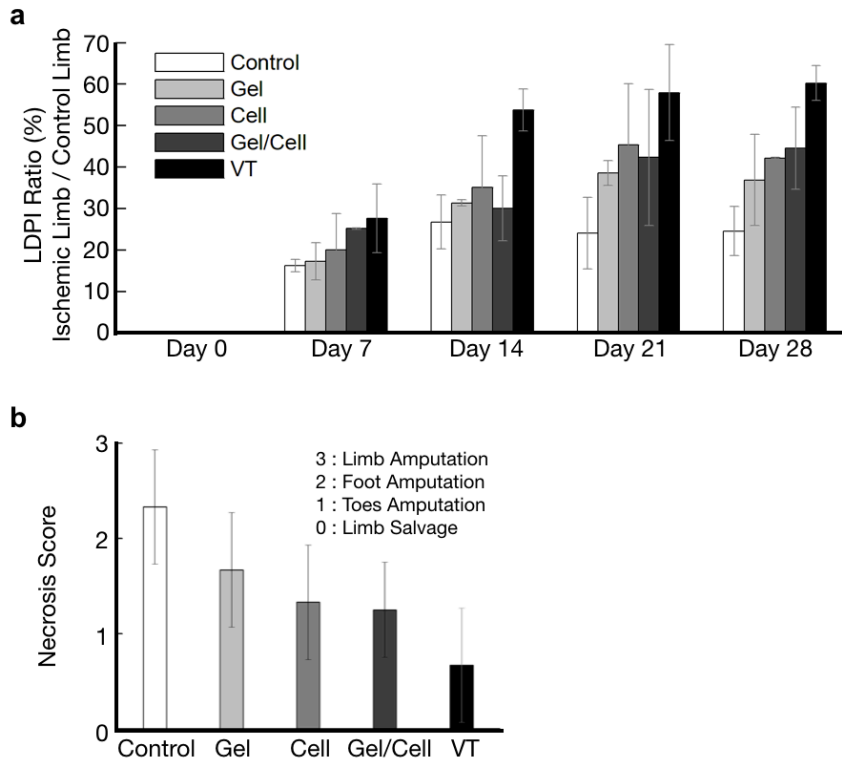 a
LDPI Ratio (%)
Ischemic Limb / Control Limb
70
60
50
40
30
20
10
0
Control
Gel
Cell
Gel/Cell
VT
Day 0 Day 7 Day 14 Day 21 Day 28
b
Necrosis Score
3
2
1
0
3 : Limb Amputation
2 : Foot Amputation
1 : Toes Amputation
0 : Limb Salvage
Control Gel Cell Gel/Cell VT